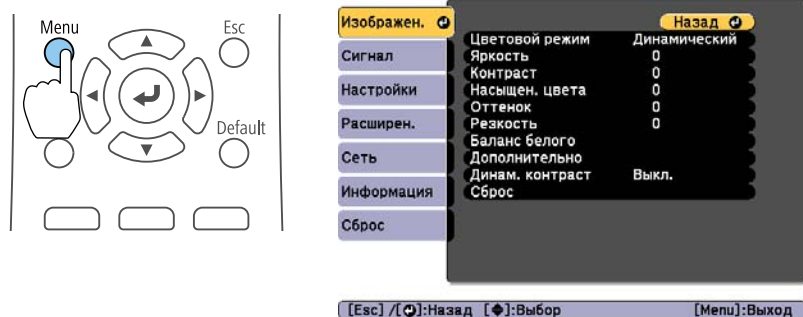 Menu
Esc
Default
Изображен.
Сигнал
Настройки
Расширен.
Сеть
Информация
Сброс
Назад
Цветовой режим Динамический
Яркость 0
Контраст 0
Насыщен. цвета 0
Оттенок 0
Резкость 0
Баланс белого
Дополнительно
Динам. контраст Выкл.
Сброс
[Esc] /[ ]:Назад [ ]:Выбор [Menu]:Выход